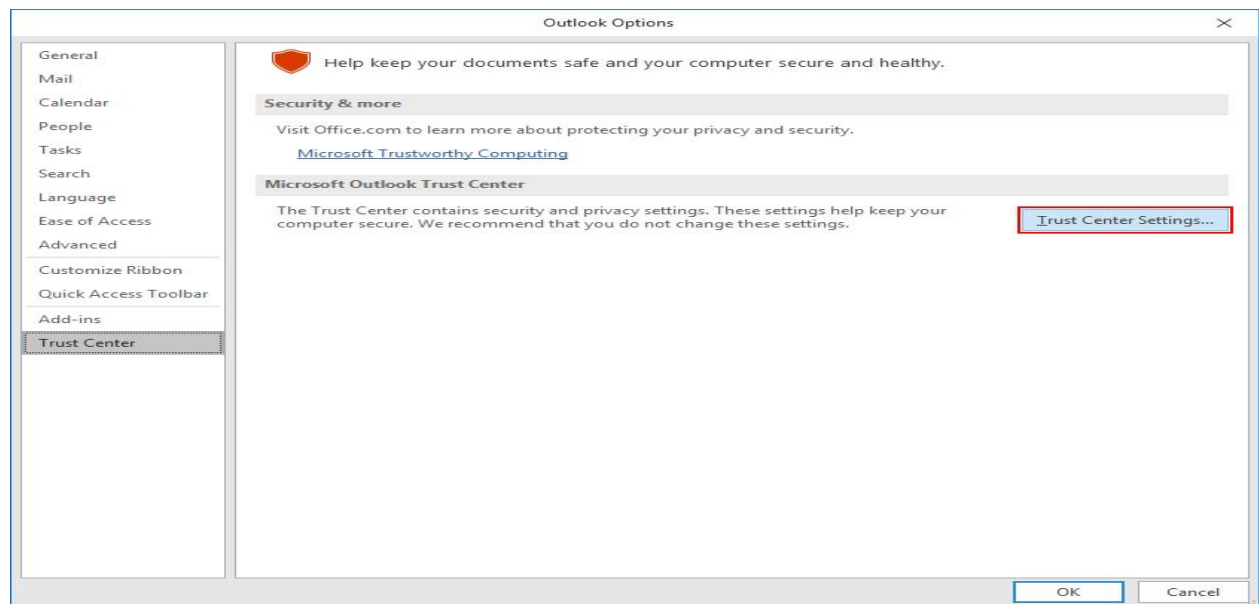 Outlook Options
General
Mail
Calendar
People
Tasks
Search
Language
Ease of Access
Advanced
Customize Ribbon
Quick Access Toolbar
Add-ins
Trust Center
Help keep your documents safe and your computer secure and healthy.
Security & more
Visit Office.com to learn more about protecting your privacy and security.
Microsoft Trustworthy Computing
Microsoft Outlook Trust Center
The Trust Center contains security and privacy settings. These settings help keep your
computer secure. We recommend that you do not change these settings.
Trust Center Settings...
OK
Cancel